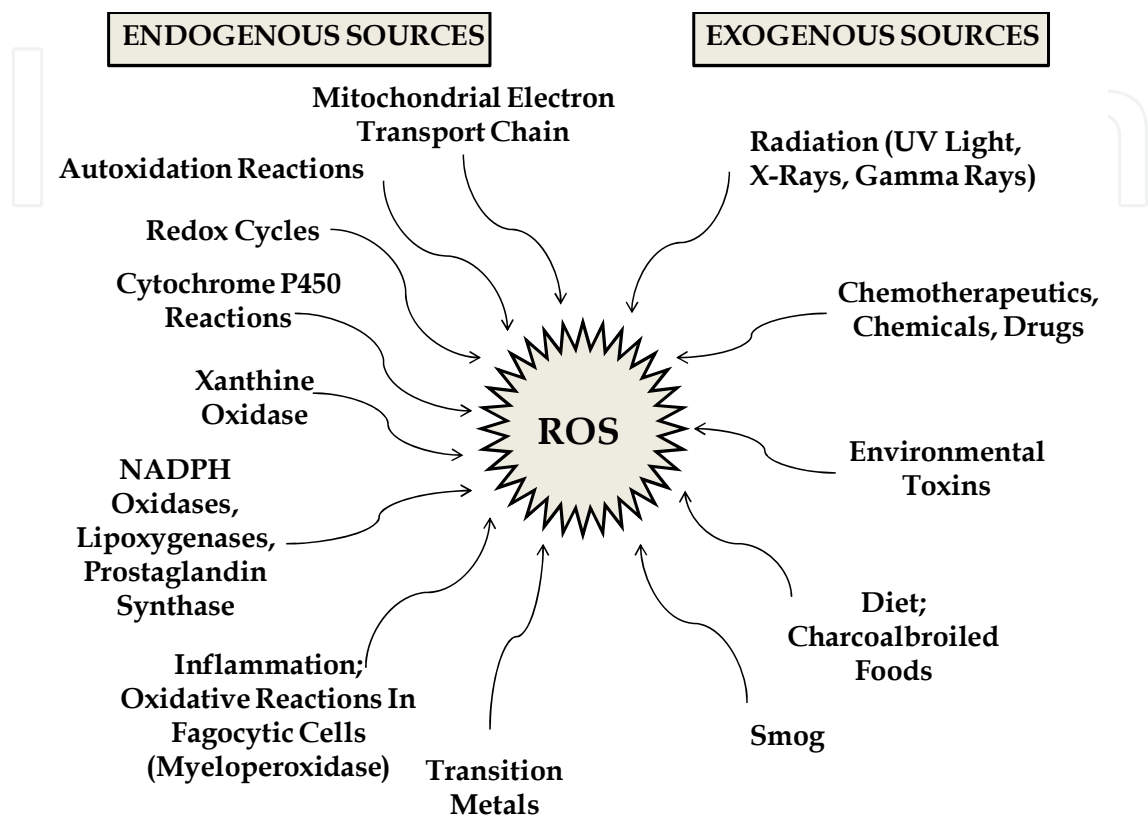 ENDOGENOUS SOURCES
EXOGENOUS SOURCES
Mitochondrial Electron
Transport Chain
Autoxidation Reactions
Redox Cycles
Cytochrome P450
Reactions
Xanthine
Oxidase
NADPH
Oxidases,
Lipoxygenases,
Prostaglandin
Synthase
Inflammation;
Oxidative Reactions In
Fagocytic Cells
(Myeloperoxidase)
Transition
Metals
ROS
Radiation (UV Light,
X-Rays, Gamma Rays)
Chemotherapeutics,
Chemicals, Drugs
Environmental
Toxins
Diet;
Charcoalbroiled
Foods
Smog